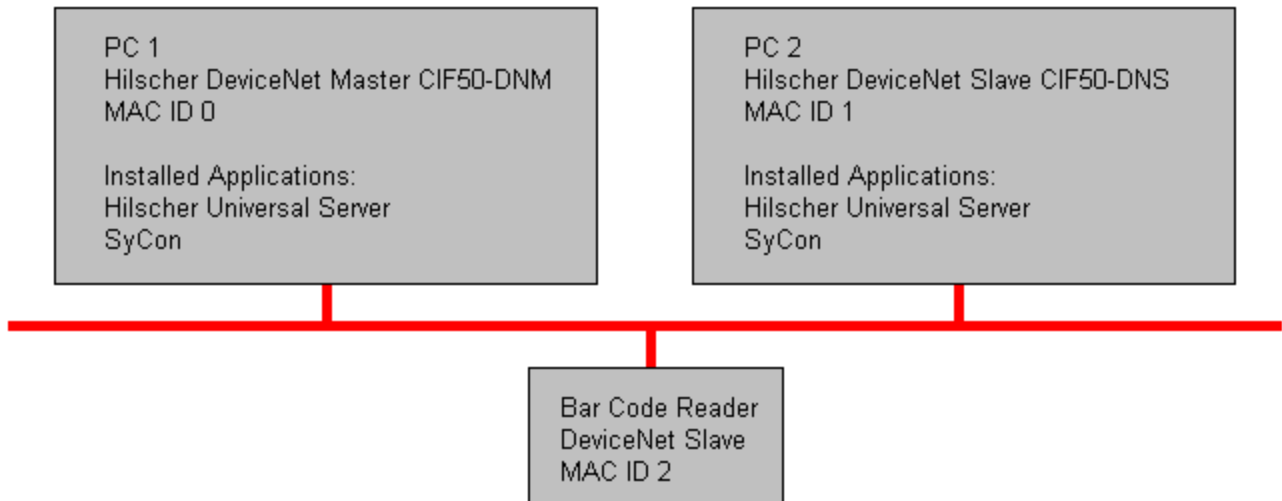 PC 1
Hilscher DeviceNet Master CIF50-DNM
MAC ID 0
Installed Applications:
Hilscher Universal Server
SyCon
PC 2
Hilscher DeviceNet Slave CIF50-DNS
MAC ID 1
Installed Applications:
Hilscher Universal Server
SyCon
Bar Code Reader
DeviceNet Slave
MAC ID 2